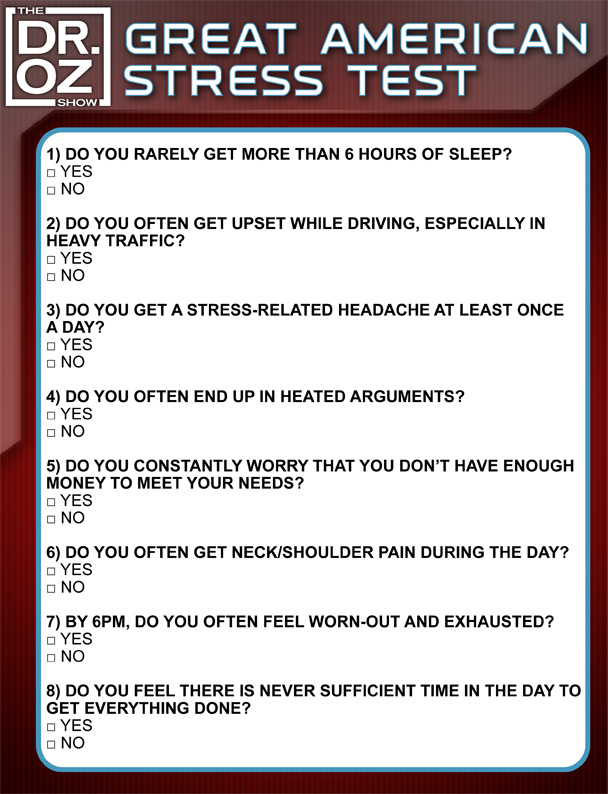 THE
DR.
OZ
SHOW
GREAT AMERICAN
STRESS TEST
1) DO YOU RARELY GET MORE THAN 6 HOURS OF SLEEP?
□ YES
□ NO
2) DO YOU OFTEN GET UPSET WHILE DRIVING, ESPECIALLY IN
HEAVY TRAFFIC?
□ YES
□ NO
3) DO YOU GET A STRESS-RELATED HEADACHE AT LEAST ONCE
A DAY?
□ YES
□ NO
4) DO YOU OFTEN END UP IN HEATED ARGUMENTS?
□ YES
□ NO
5) DO YOU CONSTANTLY WORRY THAT YOU DON’T HAVE ENOUGH
MONEY TO MEET YOUR NEEDS?
□ YES
□ NO
6) DO YOU OFTEN GET NECK/SHOULDER PAIN DURING THE DAY?
□ YES
□ NO
7) BY 6PM, DO YOU OFTEN FEEL WORN-OUT AND EXHAUSTED?
□ YES
□ NO
8) DO YOU FEEL THERE IS NEVER SUFFICIENT TIME IN THE DAY TO
GET EVERYTHING DONE?
□ YES
□ NO